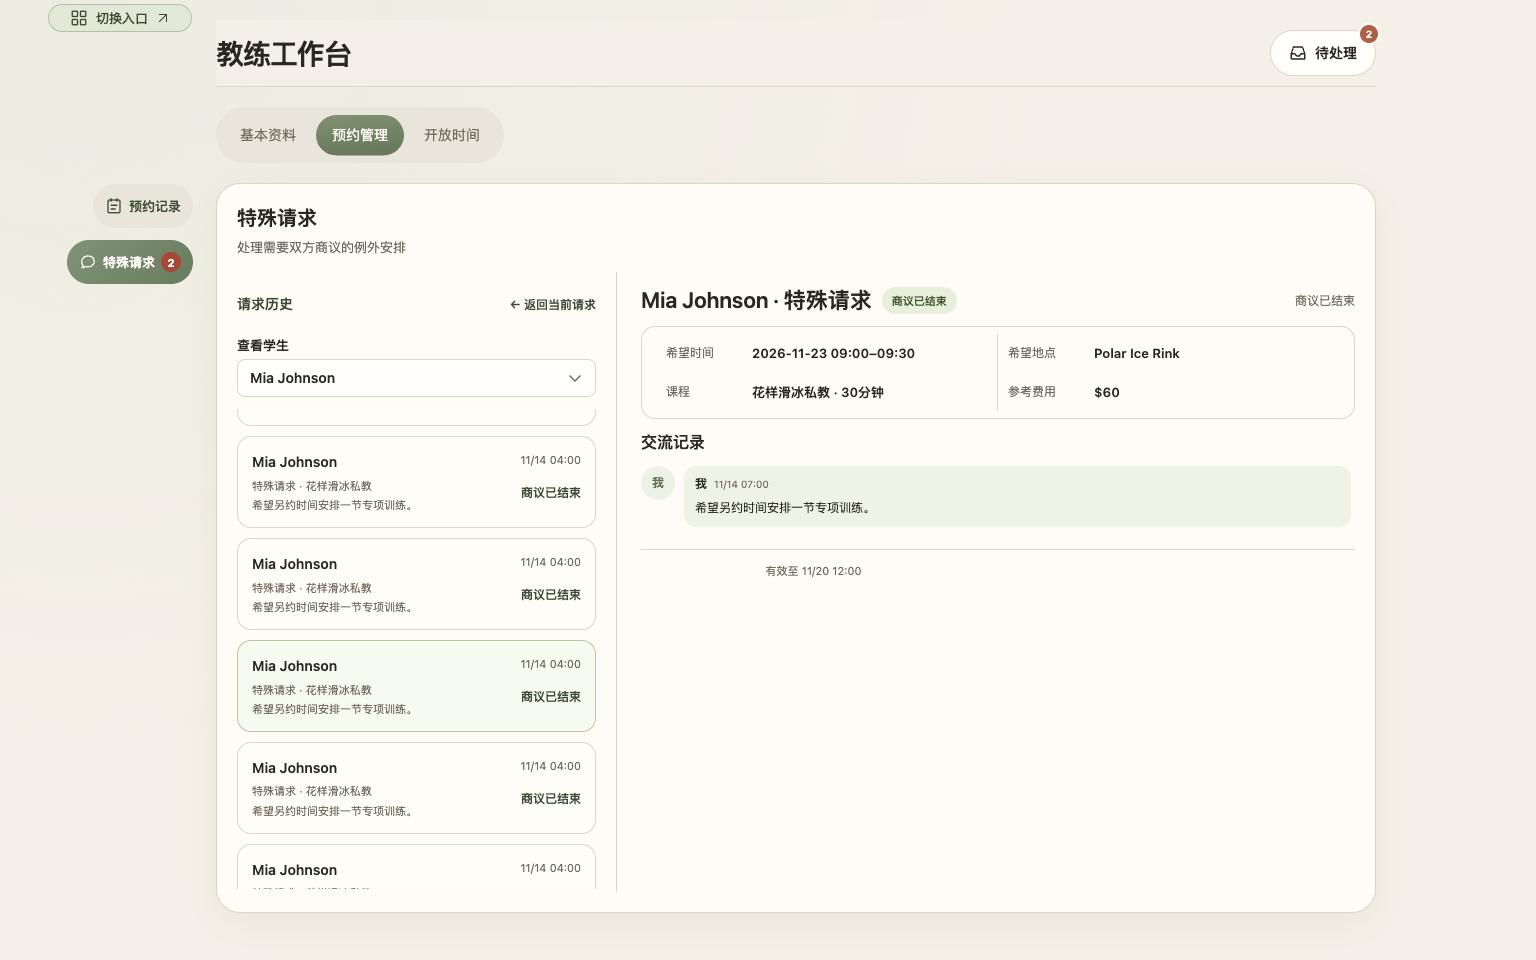 切换入口
教练工作台
待处理
2
基本资料
预约管理
开放时间
预约记录
特殊请求
2
特殊请求
处理需要双方商议的例外安排
请求历史
← 返回当前请求
查看学生
Mia Johnson
Mia Johnson
11/14 04:00
特殊请求 · 花样滑冰私教
商议已结束
希望另约时间安排一节专项训练。
Mia Johnson
11/14 04:00
特殊请求 · 花样滑冰私教
商议已结束
希望另约时间安排一节专项训练。
Mia Johnson
11/14 04:00
特殊请求 · 花样滑冰私教
商议已结束
希望另约时间安排一节专项训练。
Mia Johnson
11/14 04:00
特殊请求 · 花样滑冰私教
商议已结束
希望另约时间安排一节专项训练。
Mia Johnson
11/14 04:00
Mia Johnson · 特殊请求
商议已结束
商议已结束
希望时间
2026-11-23 09:00–09:30
希望地点
Polar Ice Rink
课程
花样滑冰私教 · 30分钟
参考费用
$60
交流记录
我
我 11/14 07:00
希望另约时间安排一节专项训练。
有效至 11/20 12:00